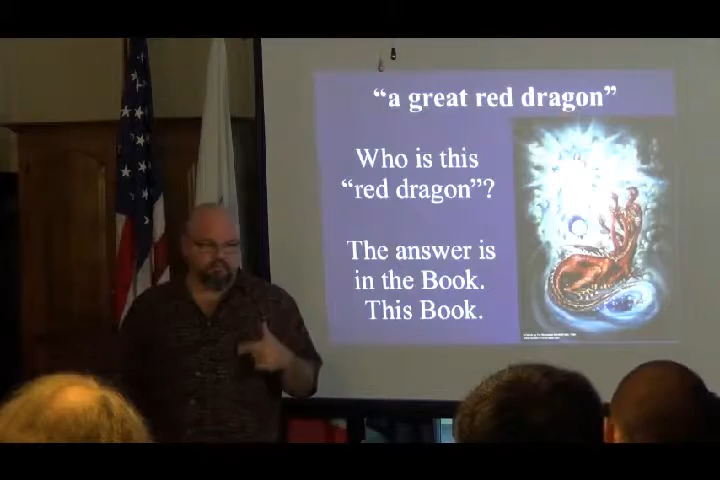 “a great red dragon”
Who is this
“red dragon”?
The answer is
in the Book.
This Book.